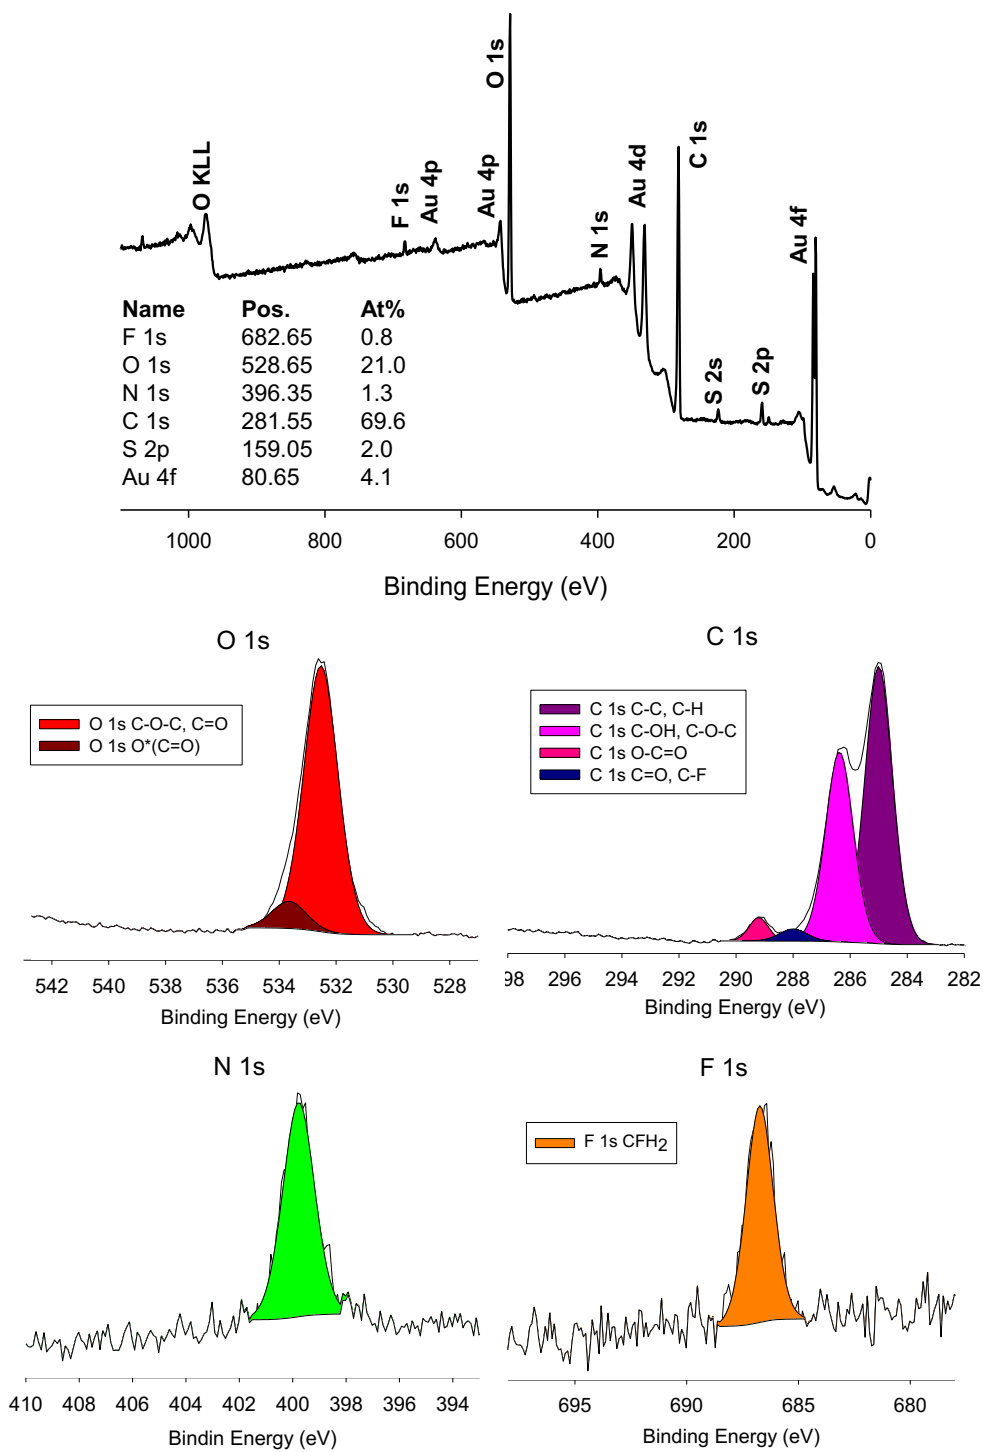 O KLL
F 1s
Au 4p
Au 4p
O 1s
N 1s
Au 4d
C 1s
S 2s
S 2p
Au 4f
Name Pos. At%
F 1s 682.65 0.8
O 1s 528.65 21.0
N 1s 396.35 1.3
C 1s 281.55 69.6
S 2p 159.05 2.0
Au 4f 80.65 4.1
1000 800 600 400 200 0
Binding Energy (eV)
O 1s
O 1s C-O-C, C=O
O 1s O*(C=O)
542 540 538 536 534 532 530 528
Binding Energy (eV)
C 1s
C 1s C-C, C-H
C 1s C-OH, C-O-C
C 1s O-C=O
C 1s C=O, C-F
98 296 294 292 290 288 286 284 282
Binding Energy (eV)
N 1s
410 408 406 404 402 400 398 396 394
Bindin Energy (eV)
F 1s
F 1s CFH2
695 690 685 680
Binding Energy (eV)